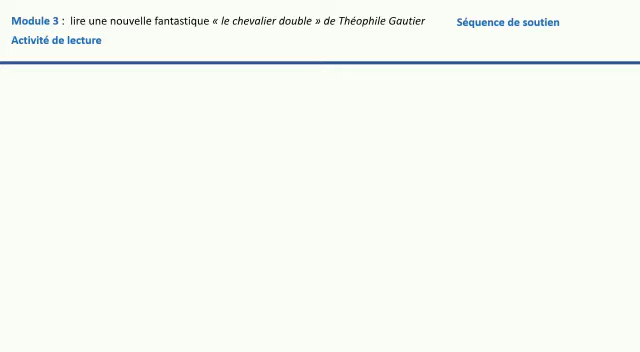 Module 3 : lire une nouvelle fantastique « le chevalier double » de Théophile Gautier Séquence de soutien
Activité de lecture